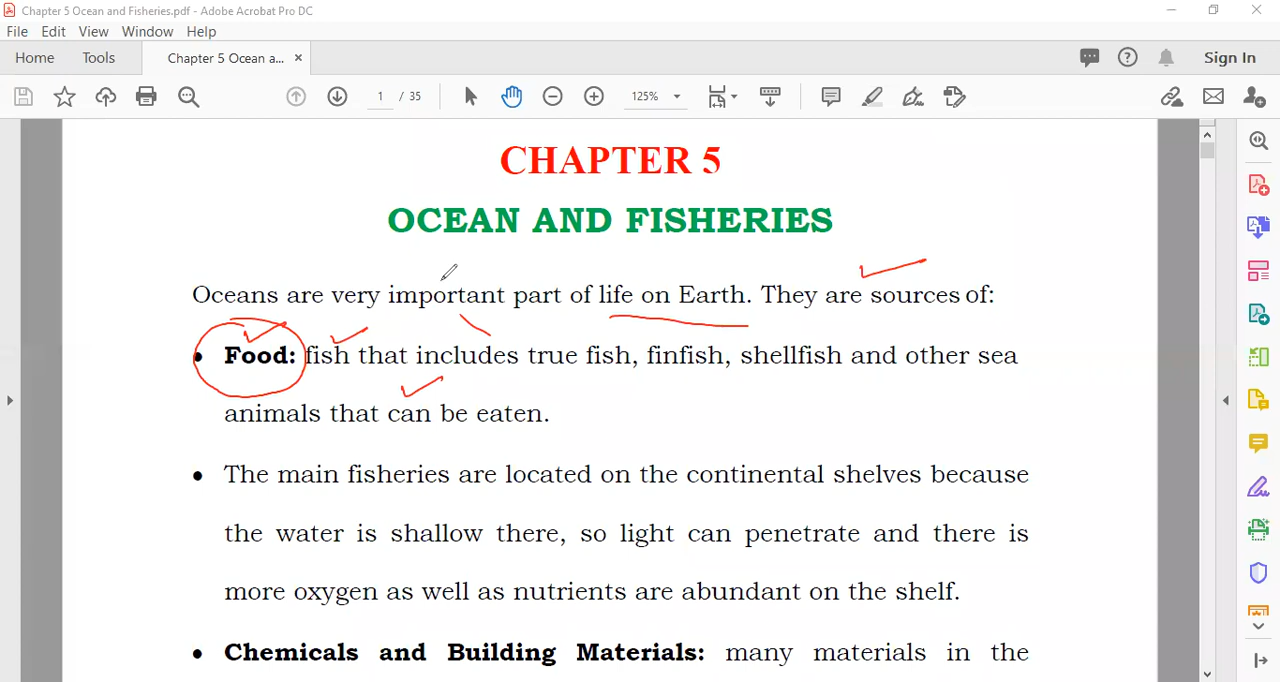 Chapter 5 Ocean and Fisheries.pdf - Adobe Acrobat Pro DC
File Edit View Window Help
Home Tools Chapter 5 Ocean a... × Sign In
1 / 35 125%
CHAPTER 5
OCEAN AND FISHERIES
Oceans are very important part of life on Earth. They are sources of:
• Food: fish that includes true fish, finfish, shellfish and other sea
animals that can be eaten.
• The main fisheries are located on the continental shelves because
the water is shallow there, so light can penetrate and there is
more oxygen as well as nutrients are abundant on the shelf.
• Chemicals and Building Materials: many materials in the